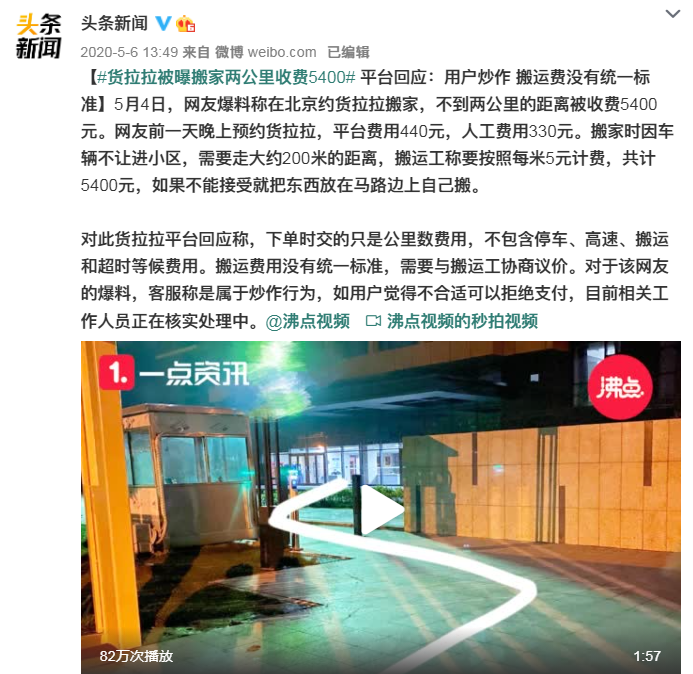 头条
新闻
头条新闻
2020-5-6 13:49 来自 微博 weibo.com 已编辑
【#货拉拉被曝搬家两公里收费5400# 平台回应：用户炒作 搬运费没有统一标
准】5月4日，网友爆料称在北京约货拉拉搬家，不到两公里的距离被收费5400
元。网友前一天晚上预约货拉拉，平台费用440元，人工费用330元。搬家时因车
辆不让进小区，需要走大约200米的距离，搬运工称要按照每米5元计费，共计
5400元，如果不能接受就把东西放在马路边上自己搬。
对此货拉拉平台回应称，下单时交的只是公里数费用，不包含停车、高速、搬运
和超时等候费用。搬运费用没有统一标准，需要与搬运工协商议价。对于该网友
的爆料，客服称是属于炒作行为，如用户觉得不合适可以拒绝支付，目前相关工
作人员正在核实处理中。@沸点视频 沸点视频的秒拍视频
1. 一点资讯
沸点
82万次播放
1:57